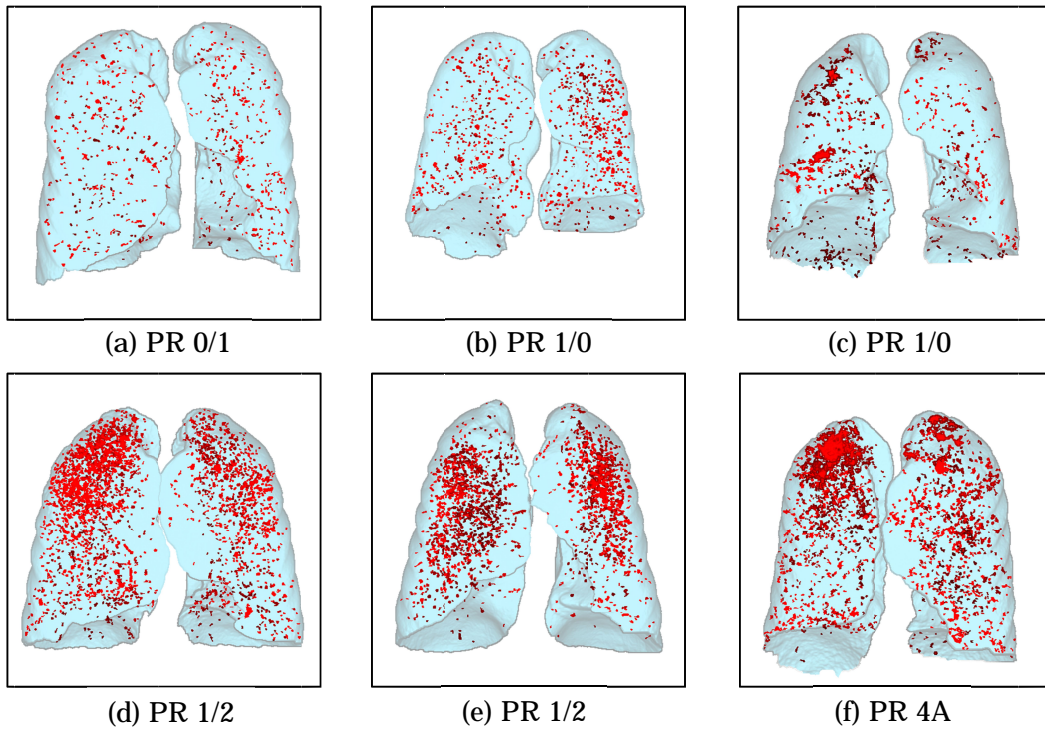 (a) PR 0/1
(b) PR 1/0
(c) PR 1/0
(d) PR 1/2
(e) PR 1/2
(f) PR 4A